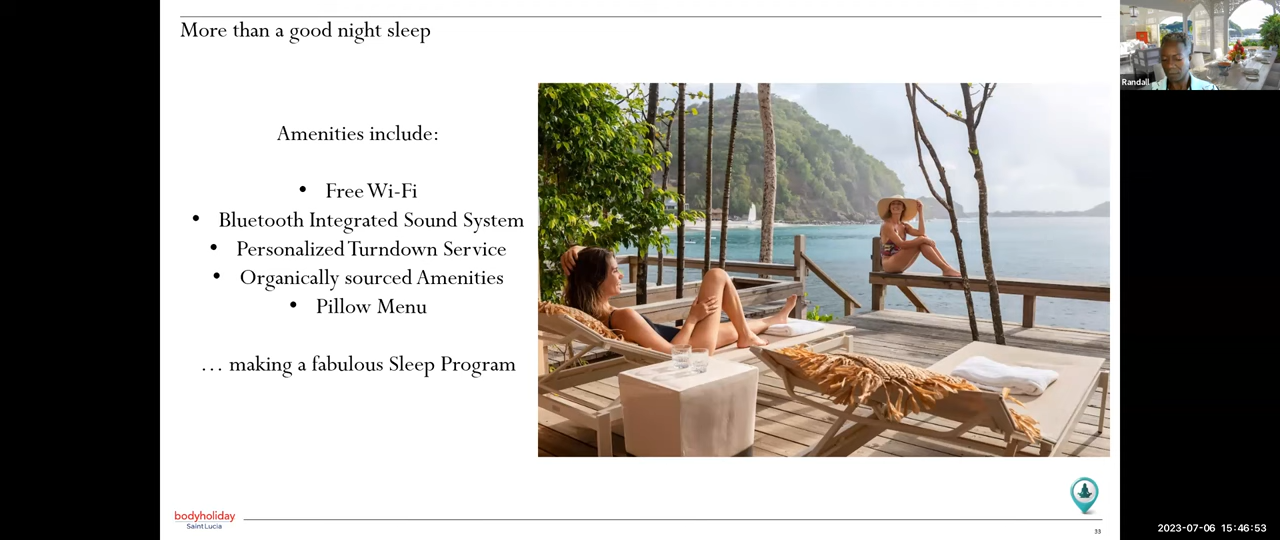 More than a good night sleep
Amenities include:
• Free Wi-Fi
• Bluetooth Integrated Sound System
• Personalized Turndown Service
• Organically sourced Amenities
• Pillow Menu
… making a fabulous Sleep Program
bodyholiday
Saint Lucia
33
Randall
2023-07-06 15:46:53